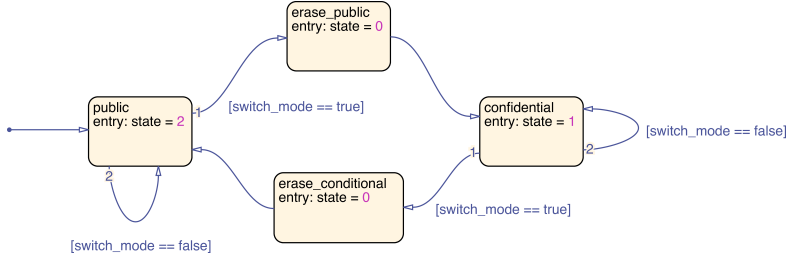 erase_public
entry: state = 0
public
entry: state = 2
1
[switch_mode == true]
2
[switch_mode == false]
confidential
entry: state = 1
1
2
[switch_mode == false]
erase_conditional
entry: state = 0
[switch_mode == true]